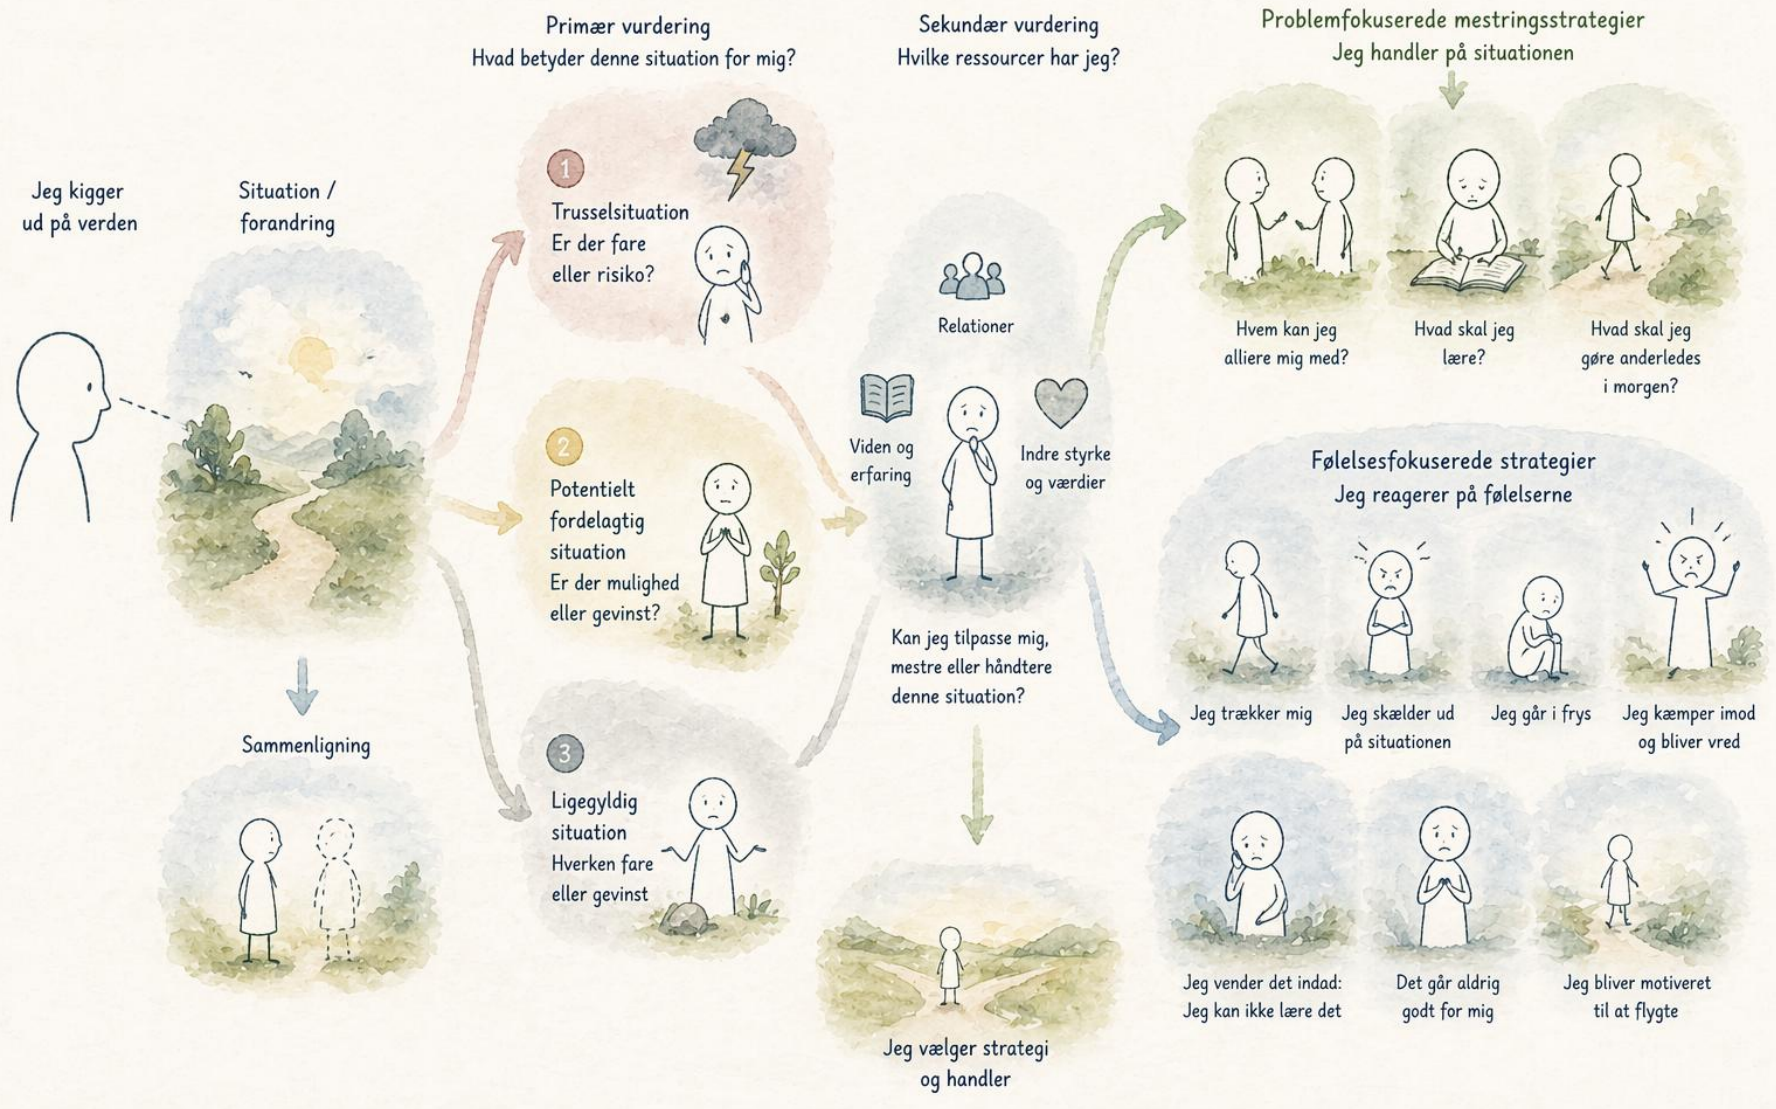 Jeg kigger
ud på verden
Situation /
forandring
Sammenligning
Primær vurdering
Hvad betyder denne situation for mig?
1
Trusselsituation
Er der fare
eller risiko?
2
Potentielt
fordelagtig
situation
Er der mulighed
eller gevinst?
3
Ligegyldig
situation
Hverken fare
eller gevinst
Sekundær vurdering
Hvilke ressourcer har jeg?
Relationer
Viden og
erfaring
Indre styrke
og værdier
Kan jeg tilpasse mig,
mestre eller håndtere
denne situation?
Jeg vælger strategi
og handler
Problemfokuserede mestringsstrategier
Jeg handler på situationen
Hvem kan jeg
alliere mig med?
Hvad skal jeg
lære?
Hvad skal jeg
gøre anderledes
i morgen?
Følelsesfokuserede strategier
Jeg reagerer på følelserne
Jeg trækker mig
Jeg skælder ud
på situationen
Jeg går i frys
Jeg kæmper imod
og bliver vred
Jeg vender det indad:
Jeg kan ikke lære det
Det går aldrig
godt for mig
Jeg bliver motiveret
til at flygte